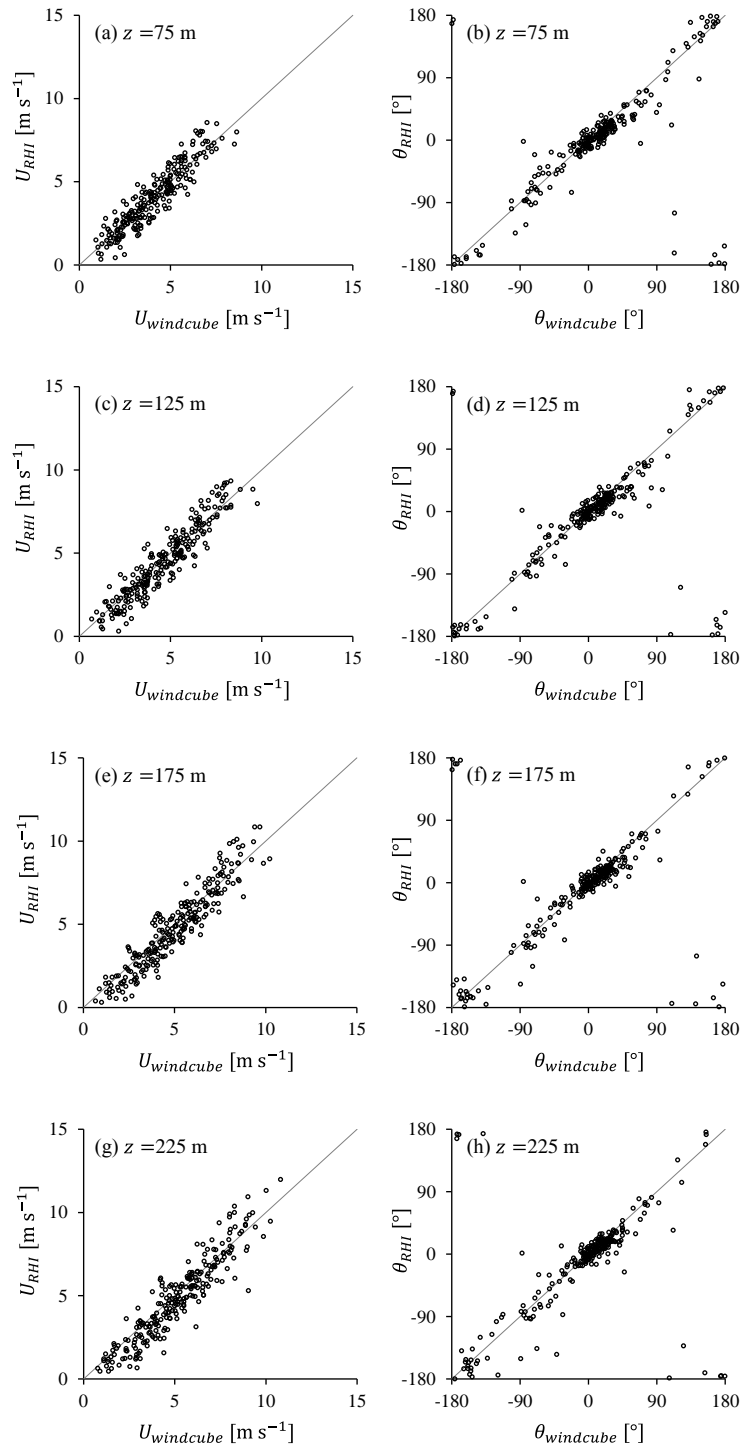 (a) z =75 m
U_RHI [m s⁻¹]
15
10
5
0
0 5 10 15
U_windcube [m s⁻¹]
(b) z =75 m
θ_RHI [°]
180
90
0
-90
-180
-180 -90 0 90 180
θ_windcube [°]
(c) z =125 m
U_RHI [m s⁻¹]
15
10
5
0
0 5 10 15
U_windcube [m s⁻¹]
(d) z =125 m
θ_RHI [°]
180
90
0
-90
-180
-180 -90 0 90 180
θ_windcube [°]
(e) z =175 m
U_RHI [m s⁻¹]
15
10
5
0
0 5 10 15
U_windcube [m s⁻¹]
(f) z =175 m
θ_RHI [°]
180
90
0
-90
-180
-180 -90 0 90 180
θ_windcube [°]
(g) z =225 m
U_RHI [m s⁻¹]
15
10
5
0
0 5 10 15
U_windcube [m s⁻¹]
(h) z =225 m
θ_RHI [°]
180
90
0
-90
-180
-180 -90 0 90 180
θ_windcube [°]